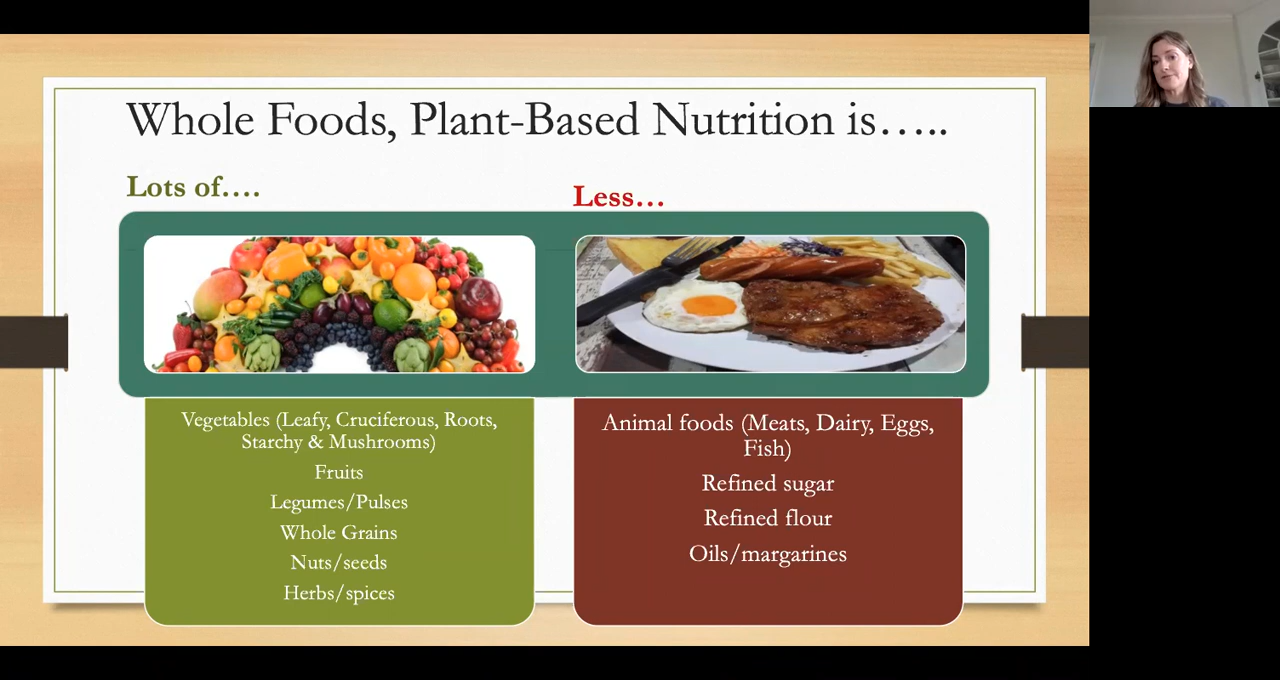 Whole Foods, Plant-Based Nutrition is…..
Lots of….
Less…
Vegetables (Leafy, Cruciferous, Roots,
Starchy & Mushrooms)
Fruits
Legumes/Pulses
Whole Grains
Nuts/seeds
Herbs/spices
Animal foods (Meats, Dairy, Eggs,
Fish)
Refined sugar
Refined flour
Oils/margarines